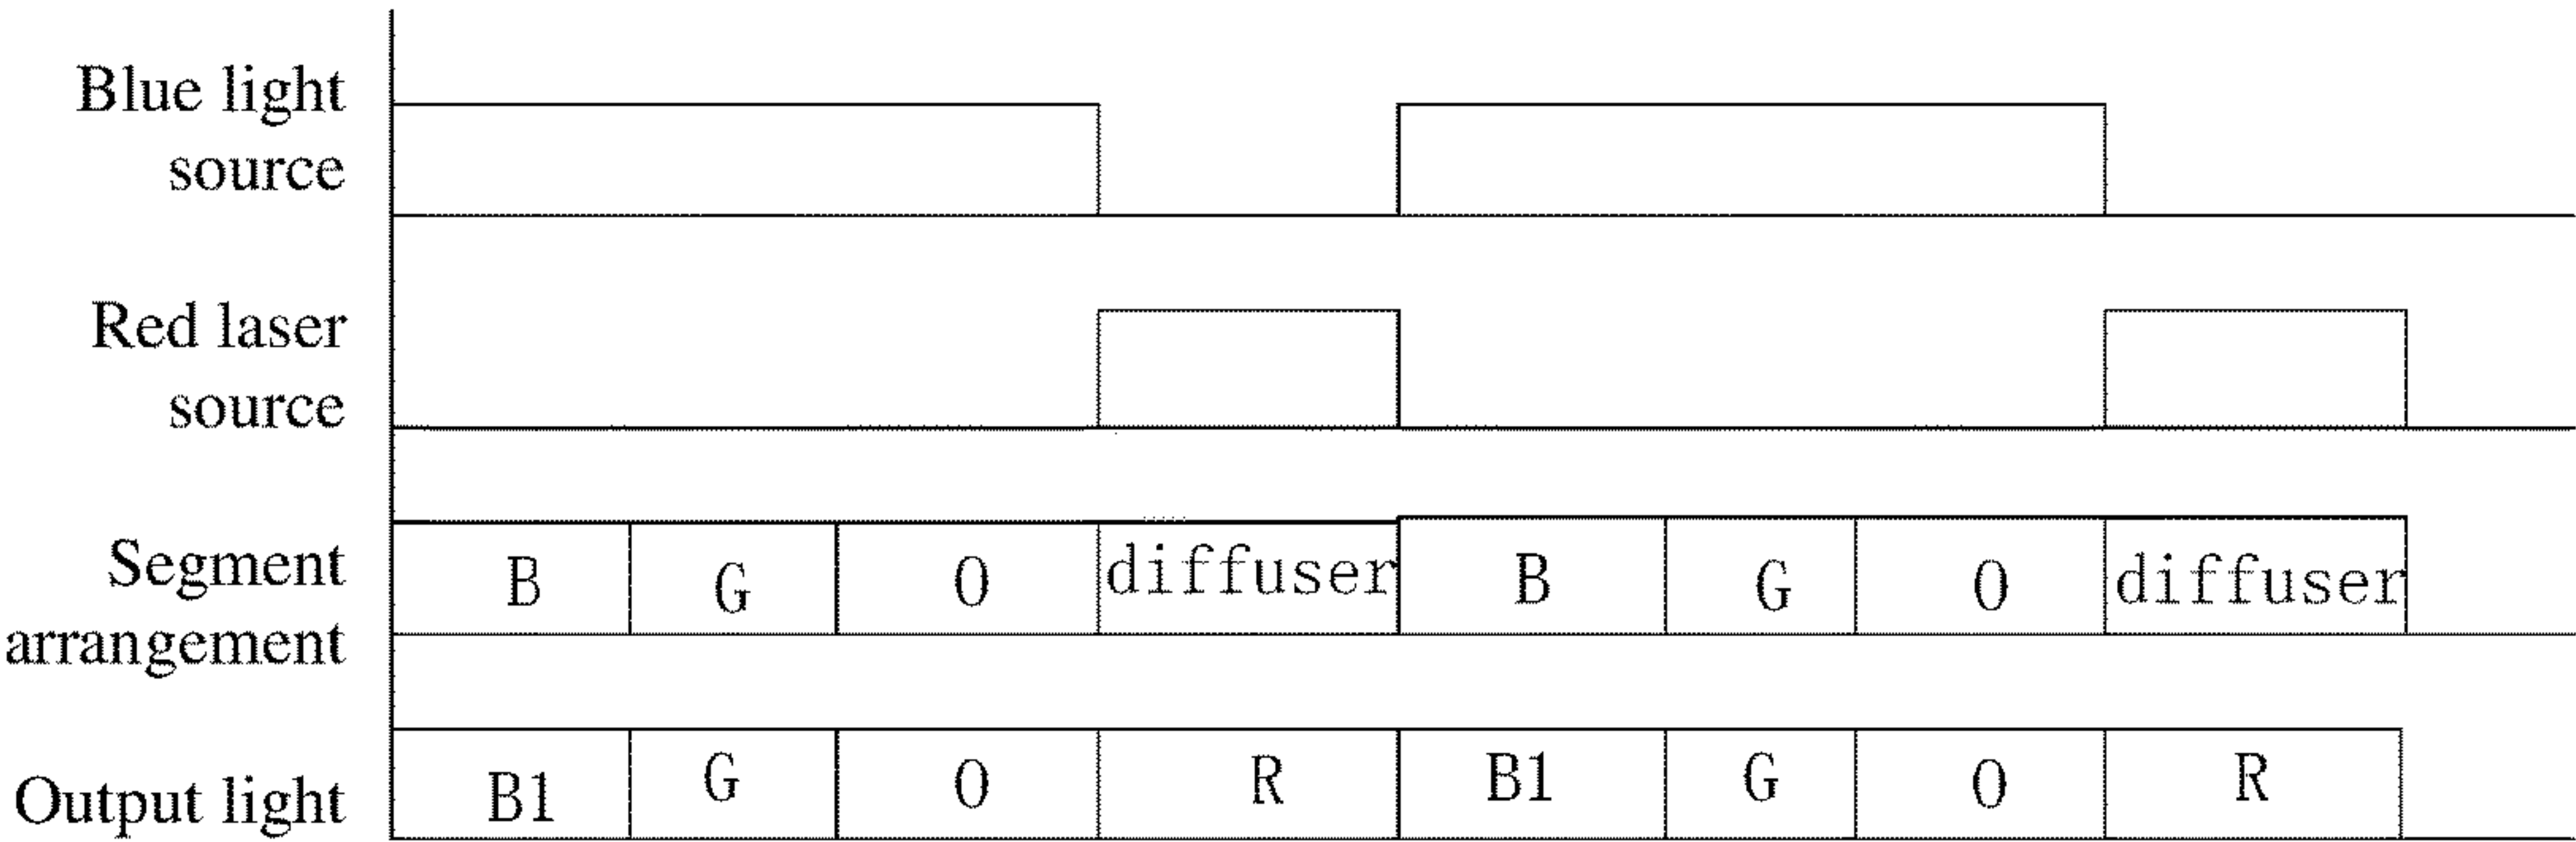 Blue light
source
Red laser
source
Segment
arrangement
B G O diffuser B G O diffuser
Output light
B1 G O R B1 G O R